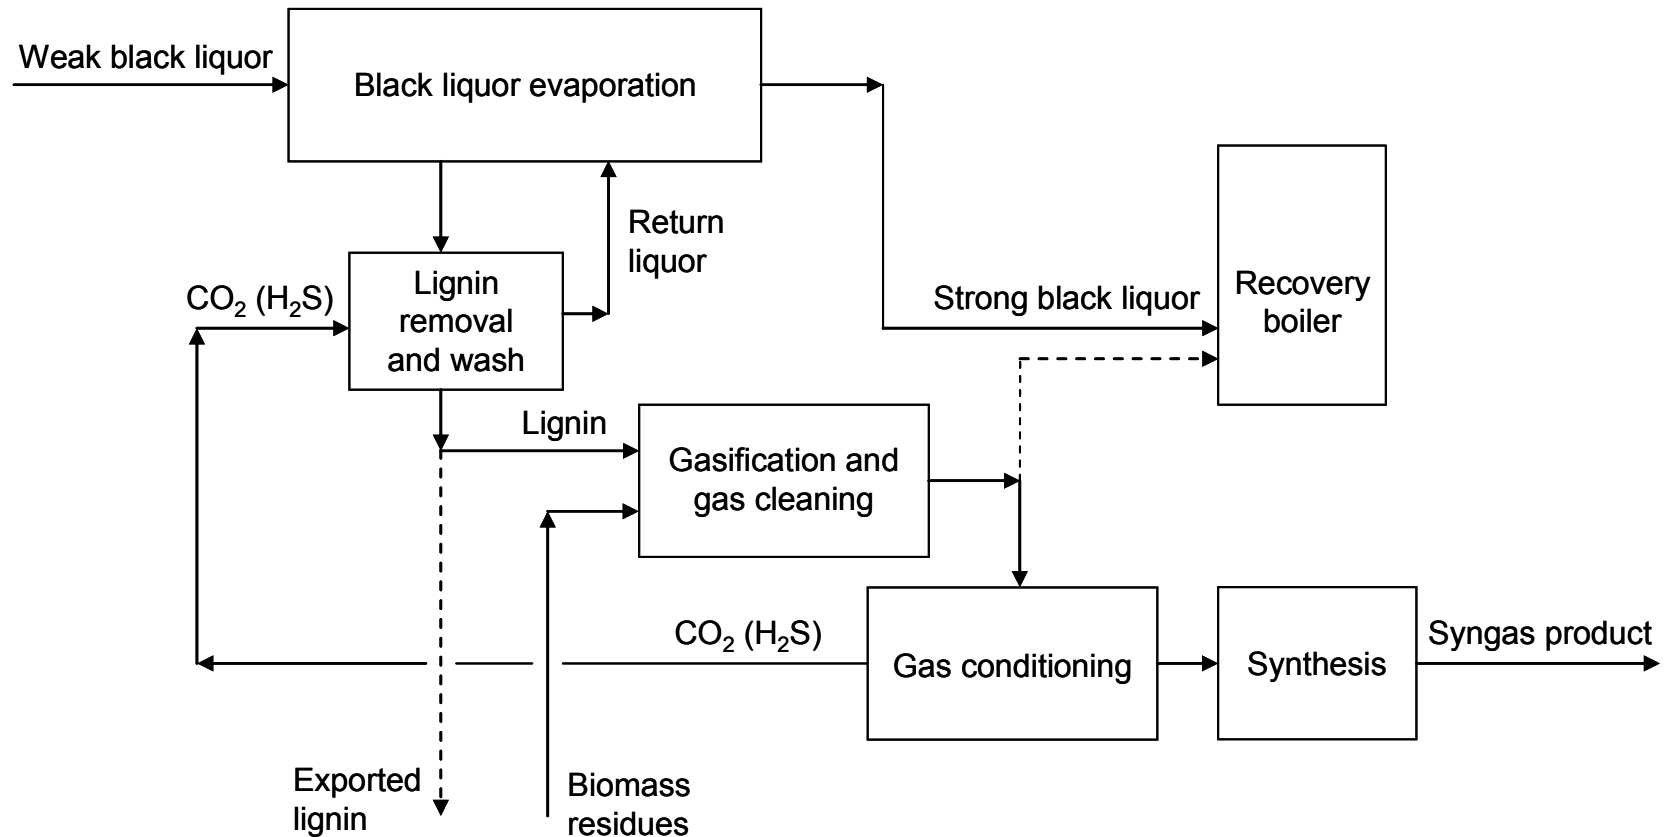 Weak black liquor
Black liquor evaporation
Return
liquor
CO₂ (H₂S)
Lignin
removal
and wash
Strong black liquor
Recovery
boiler
Lignin
Gasification and
gas cleaning
CO₂ (H₂S)
Gas conditioning
Synthesis
Syngas product
Exported
lignin
Biomass
residues